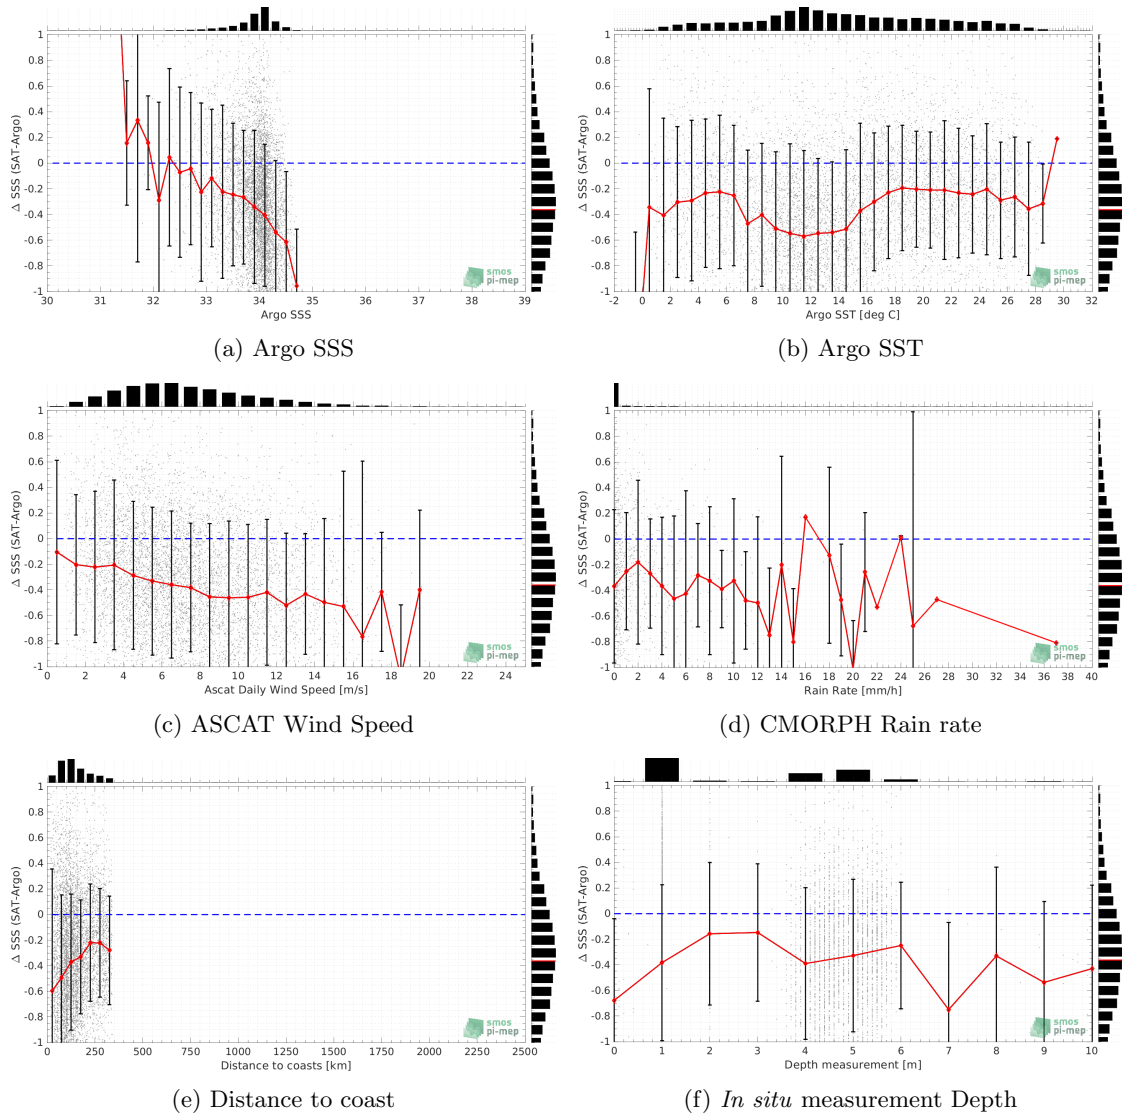 1
0.8
0.6
0.4
0.2
0
-0.2
-0.4
-0.6
-0.8
-1
Δ SSS (SAT-Argo)
30 31 32 33 34 35 36 37 38 39
Argo SSS
smos
pi-mep
(a) Argo SSS
1
0.8
0.6
0.4
0.2
0
-0.2
-0.4
-0.6
-0.8
-1
Δ SSS (SAT-Argo)
-2 0 2 4 6 8 10 12 14 16 18 20 22 24 26 28 30 32
Argo SST [deg C]
smos
pi-mep
(b) Argo SST
1
0.8
0.6
0.4
0.2
0
-0.2
-0.4
-0.6
-0.8
-1
Δ SSS (SAT-Argo)
0 2 4 6 8 10 12 14 16 18 20 22 24
Ascat Daily Wind Speed [m/s]
smos
pi-mep
(c) ASCAT Wind Speed
1
0.8
0.6
0.4
0.2
0
-0.2
-0.4
-0.6
-0.8
-1
Δ SSS (SAT-Argo)
0 2 4 6 8 10 12 14 16 18 20 22 24 26 28 30 32 34 36 38 40
Rain Rate [mm/h]
smos
pi-mep
(d) CMORPH Rain rate
1
0.8
0.6
0.4
0.2
0
-0.2
-0.4
-0.6
-0.8
-1
Δ SSS (SAT-Argo)
0 250 500 750 1000 1250 1500 1750 2000 2250 2500
Distance to coasts [km]
smos
pi-mep
(e) Distance to coast
1
0.8
0.6
0.4
0.2
0
-0.2
-0.4
-0.6
-0.8
-1
Δ SSS (SAT-Argo)
0 1 2 3 4 5 6 7 8 9 10
Depth measurement [m]
smos
pi-mep
(f) In situ measurement Depth